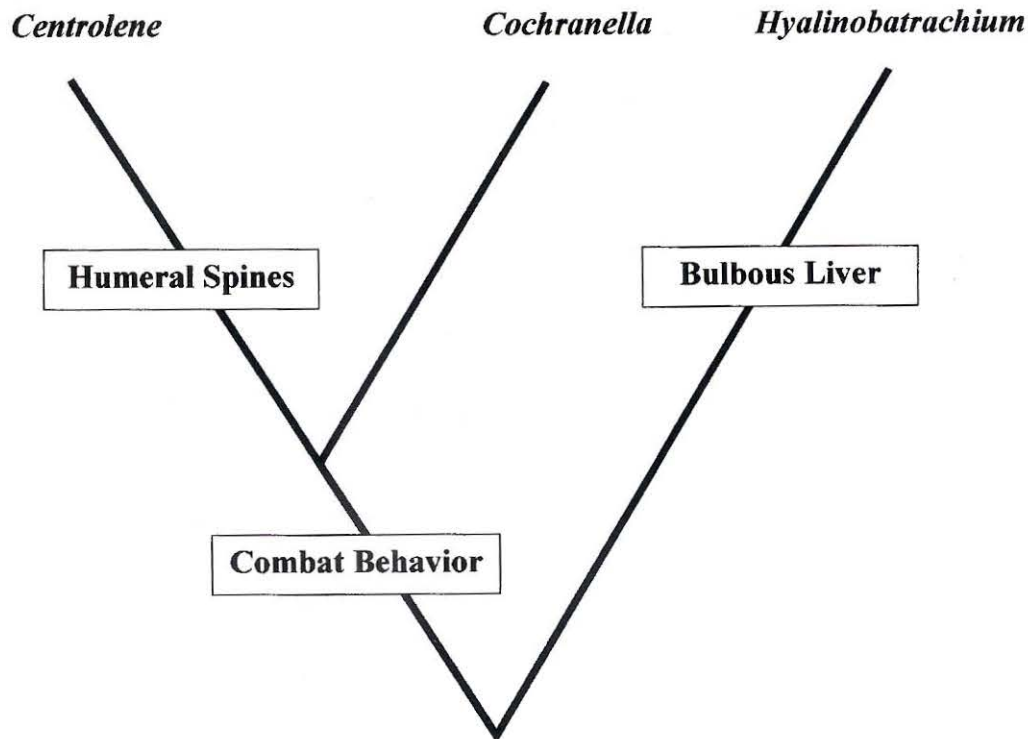 Centrolene Cochranella Hyalinobatrachium
Humeral Spines Bulbous Liver
Combat Behavior